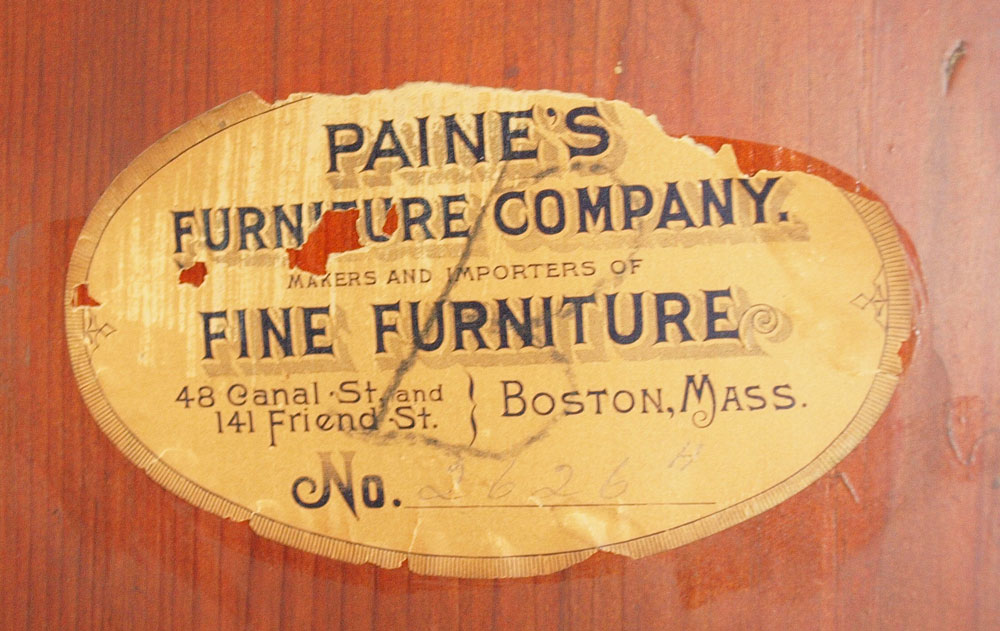 PAINE'S
FURNITURE COMPANY.
MAKERS AND IMPORTERS OF
FINE FURNITURE
48 Canal St. and
141 Friend St. } BOSTON, MASS.
No. 2626 H